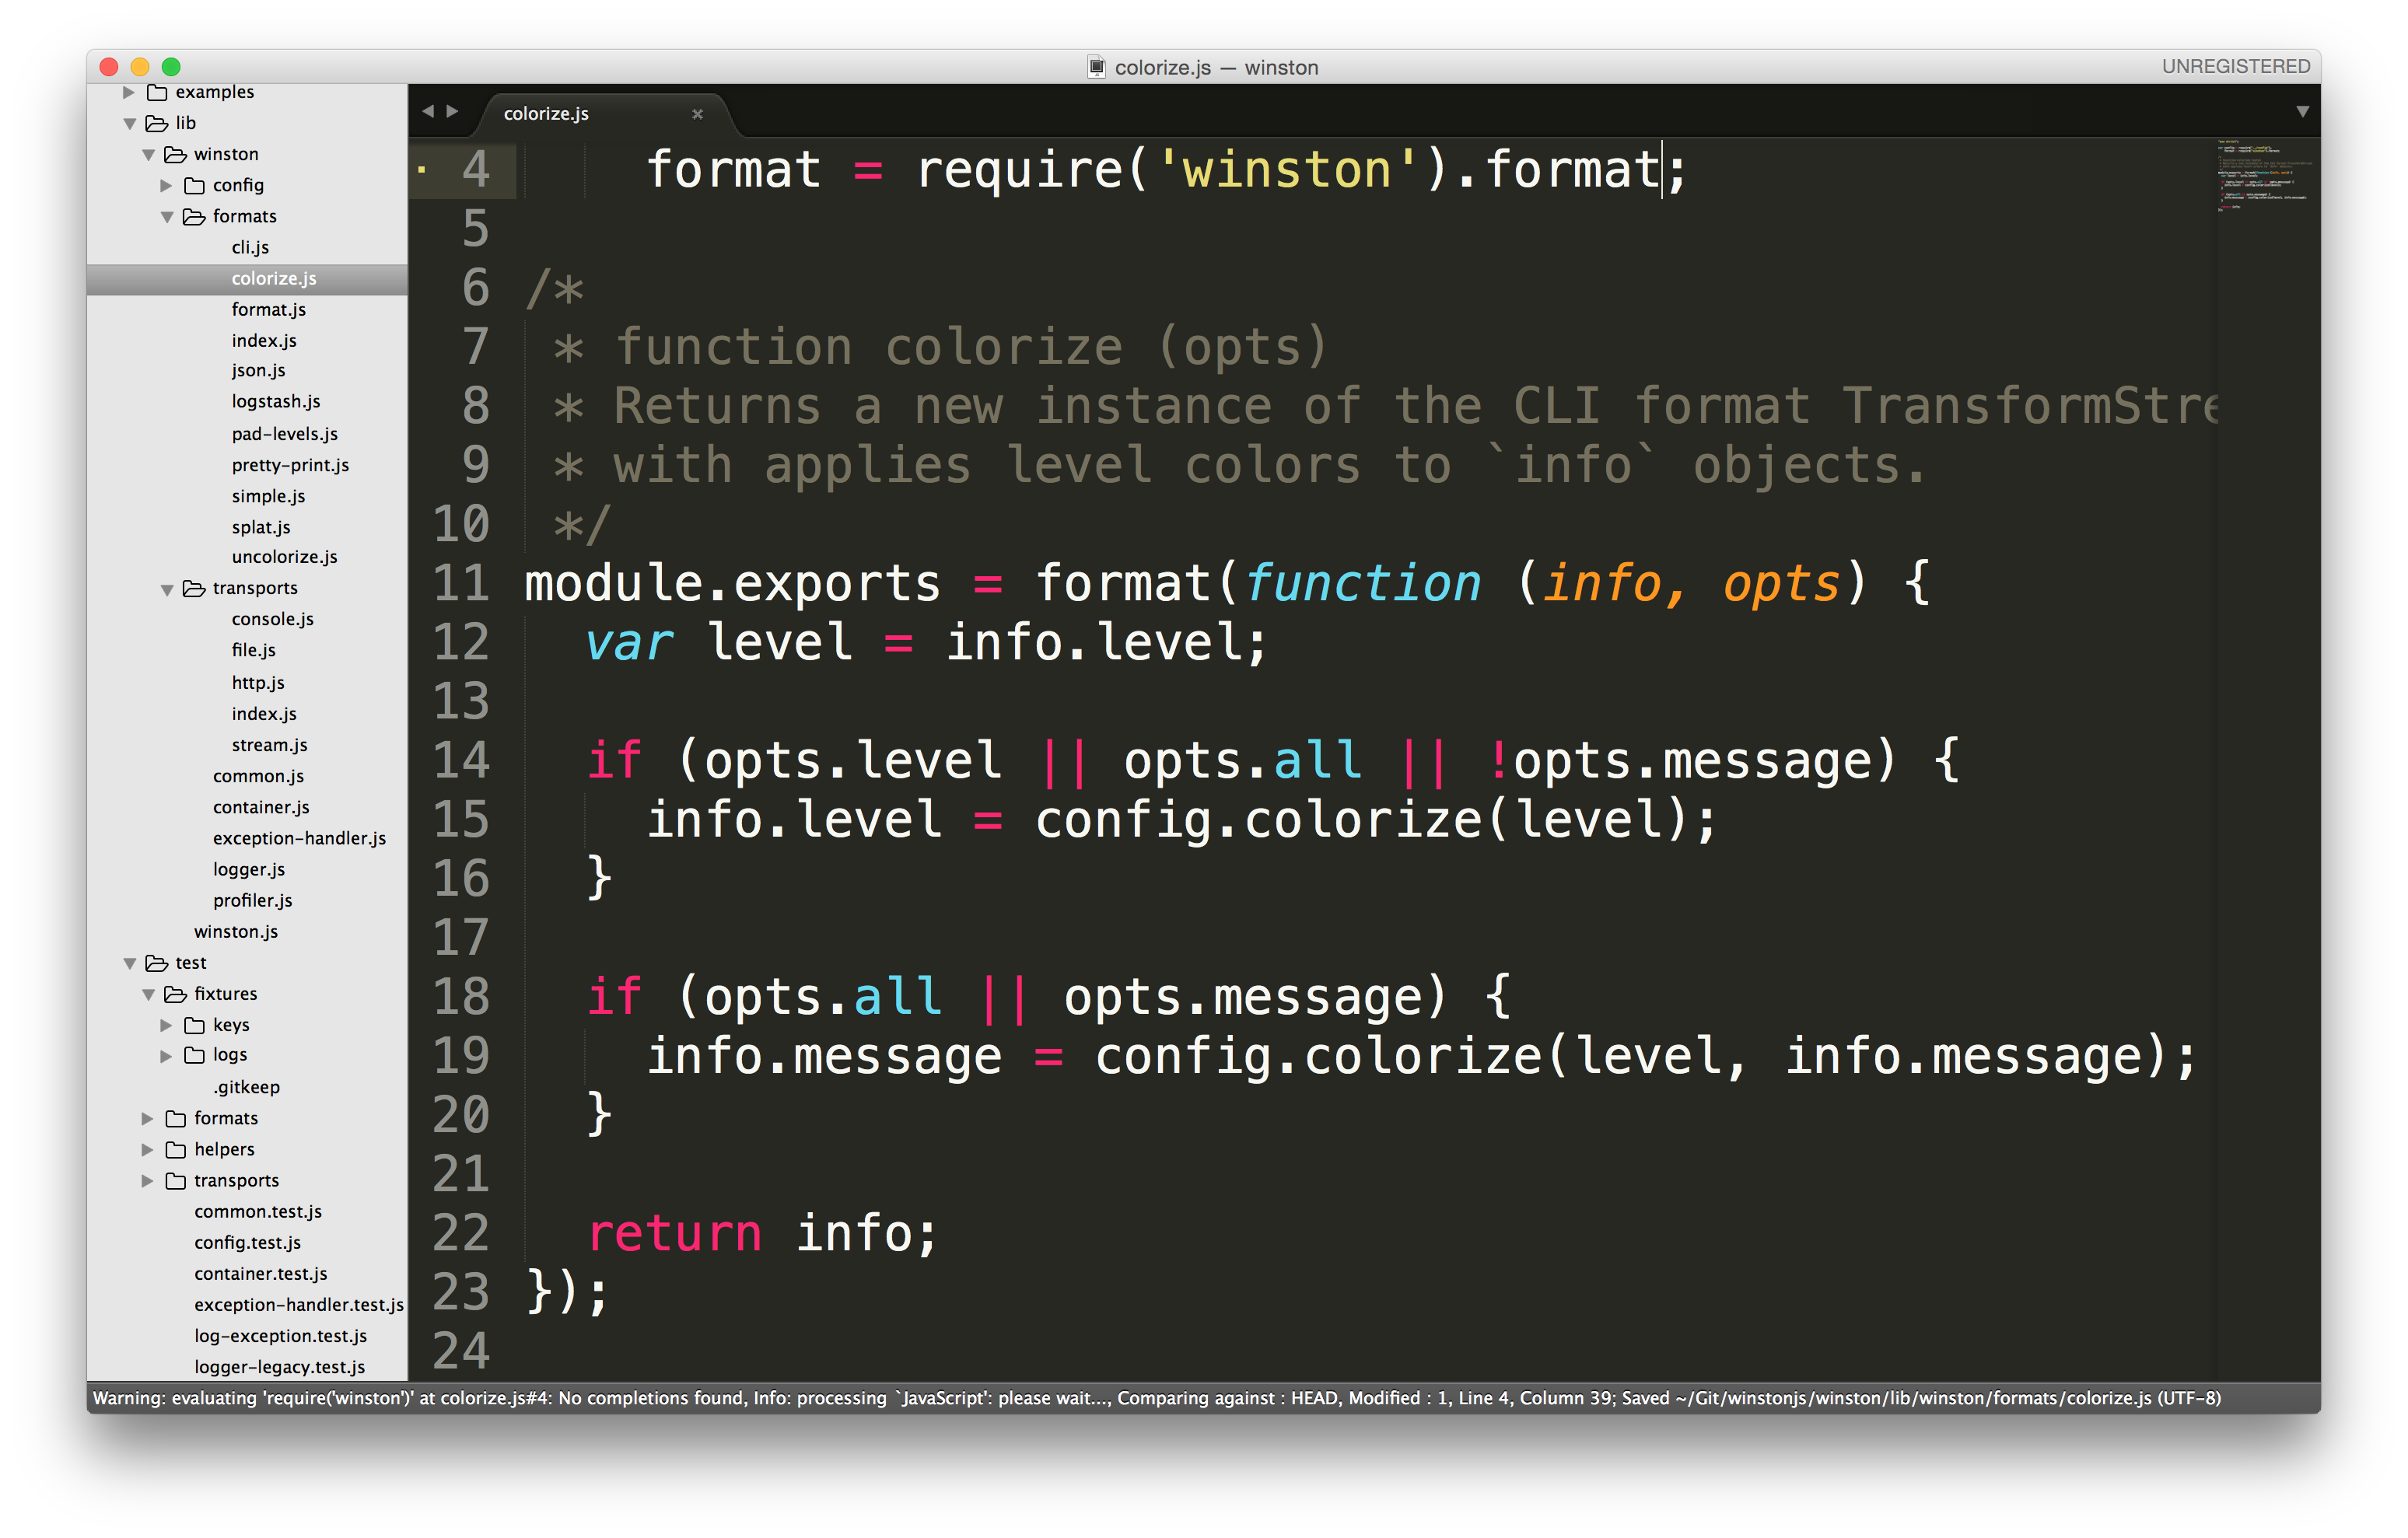 colorize.js — winston
UNREGISTERED
examples
lib
winston
config
formats
cli.js
colorize.js
format.js
index.js
json.js
logstash.js
pad-levels.js
pretty-print.js
simple.js
splat.js
uncolorize.js
transports
console.js
file.js
http.js
index.js
stream.js
common.js
container.js
exception-handler.js
logger.js
profiler.js
winston.js
test
fixtures
keys
logs
.gitkeep
formats
helpers
transports
common.test.js
config.test.js
container.test.js
exception-handler.test.js
log-exception.test.js
logger-legacy.test.js
colorize.js
4 format = require('winston').format;
5
6 /*
7 * function colorize (opts)
8 * Returns a new instance of the CLI format TransformStre
9 * with applies level colors to `info` objects.
10 */
11 module.exports = format(function (info, opts) {
12 var level = info.level;
13
14 if (opts.level || opts.all || !opts.message) {
15 info.level = config.colorize(level);
16 }
17
18 if (opts.all || opts.message) {
19 info.message = config.colorize(level, info.message);
20 }
21
22 return info;
23 });
24
Warning: evaluating 'require('winston')' at colorize.js#4: No completions found, Info: processing `JavaScript': please wait..., Comparing against : HEAD, Modified : 1, Line 4, Column 39; Saved ~/Git/winstonjs/winston/lib/winston/formats/colorize.js (UTF-8)